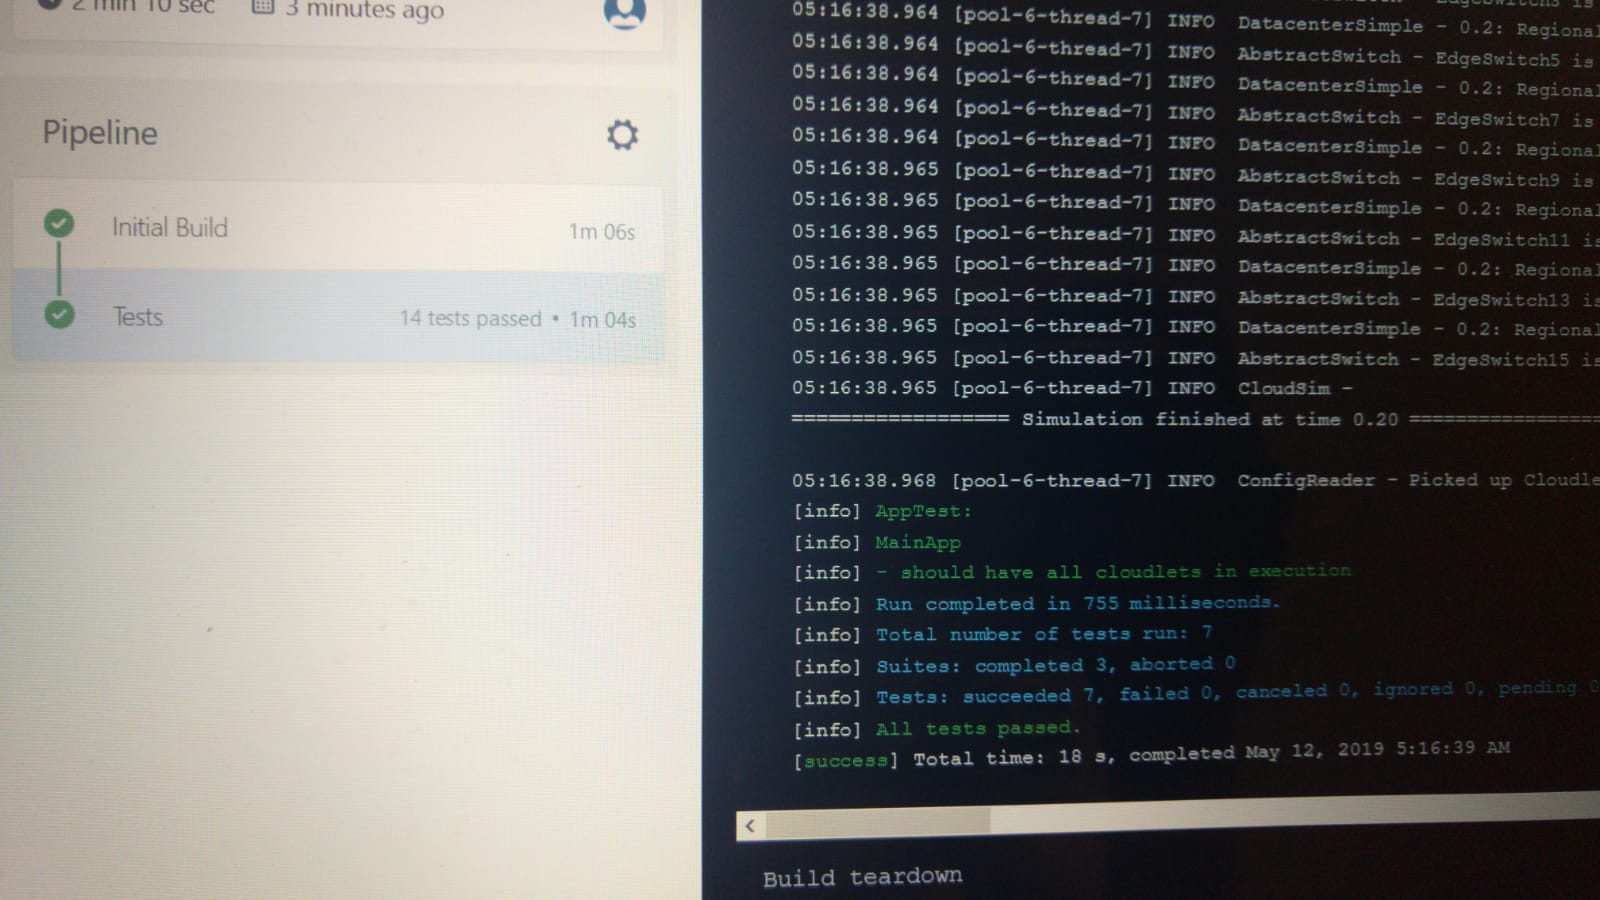 2 min 10 sec
3 minutes ago
Pipeline
Initial Build 1m 06s
Tests 14 tests passed • 1m 04s
05:16:38.964 [pool-6-thread-7] INFO DatacenterSimple - 0.2: Regional
05:16:38.964 [pool-6-thread-7] INFO AbstractSwitch - EdgeSwitch5 is
05:16:38.964 [pool-6-thread-7] INFO DatacenterSimple - 0.2: Regional
05:16:38.964 [pool-6-thread-7] INFO AbstractSwitch - EdgeSwitch7 is
05:16:38.964 [pool-6-thread-7] INFO DatacenterSimple - 0.2: Regional
05:16:38.965 [pool-6-thread-7] INFO AbstractSwitch - EdgeSwitch9 is
05:16:38.965 [pool-6-thread-7] INFO DatacenterSimple - 0.2: Regional
05:16:38.965 [pool-6-thread-7] INFO AbstractSwitch - EdgeSwitch11 is
05:16:38.965 [pool-6-thread-7] INFO DatacenterSimple - 0.2: Regional
05:16:38.965 [pool-6-thread-7] INFO AbstractSwitch - EdgeSwitch13 is
05:16:38.965 [pool-6-thread-7] INFO DatacenterSimple - 0.2: Regional
05:16:38.965 [pool-6-thread-7] INFO AbstractSwitch - EdgeSwitch15 is
05:16:38.965 [pool-6-thread-7] INFO CloudSim -
================== Simulation finished at time 0.20 ================
05:16:38.968 [pool-6-thread-7] INFO ConfigReader - Picked up Cloudle
[info] AppTest:
[info] MainApp
[info] - should have all cloudlets in execution
[info] Run completed in 755 milliseconds.
[info] Total number of tests run: 7
[info] Suites: completed 3, aborted 0
[info] Tests: succeeded 7, failed 0, canceled 0, ignored 0, pending 0
[info] All tests passed.
[success] Total time: 18 s, completed May 12, 2019 5:16:39 AM
Build teardown